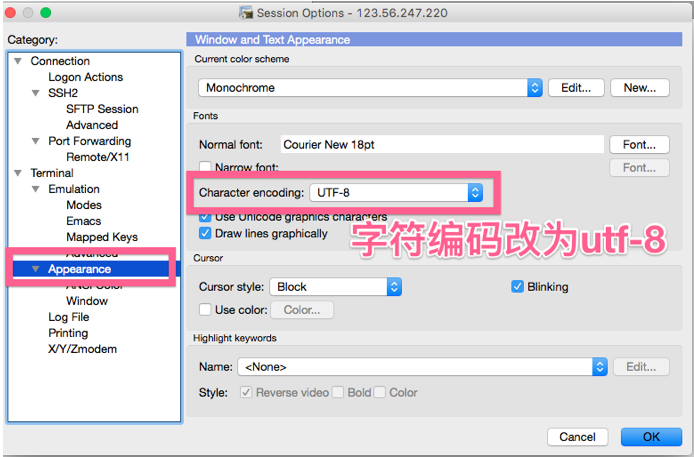 Session Options - 123.56.247.220
Category:
Connection
Logon Actions
SSH2
SFTP Session
Advanced
Port Forwarding
Remote/X11
Terminal
Emulation
Modes
Emacs
Mapped Keys
Advanced
Appearance
ANSI Color
Window
Log File
Printing
X/Y/Zmodem
Window and Text Appearance
Current color scheme
Monochrome Edit... New...
Fonts
Normal font: Courier New 18pt Font...
Narrow font: Font...
Character encoding: UTF-8
Use Unicode graphics characters
Draw lines graphically
字符编码改为utf-8
Cursor
Cursor style: Block Blinking
Use color: Color...
Highlight keywords
Name: <None> Edit...
Style: Reverse video Bold Color
Cancel OK